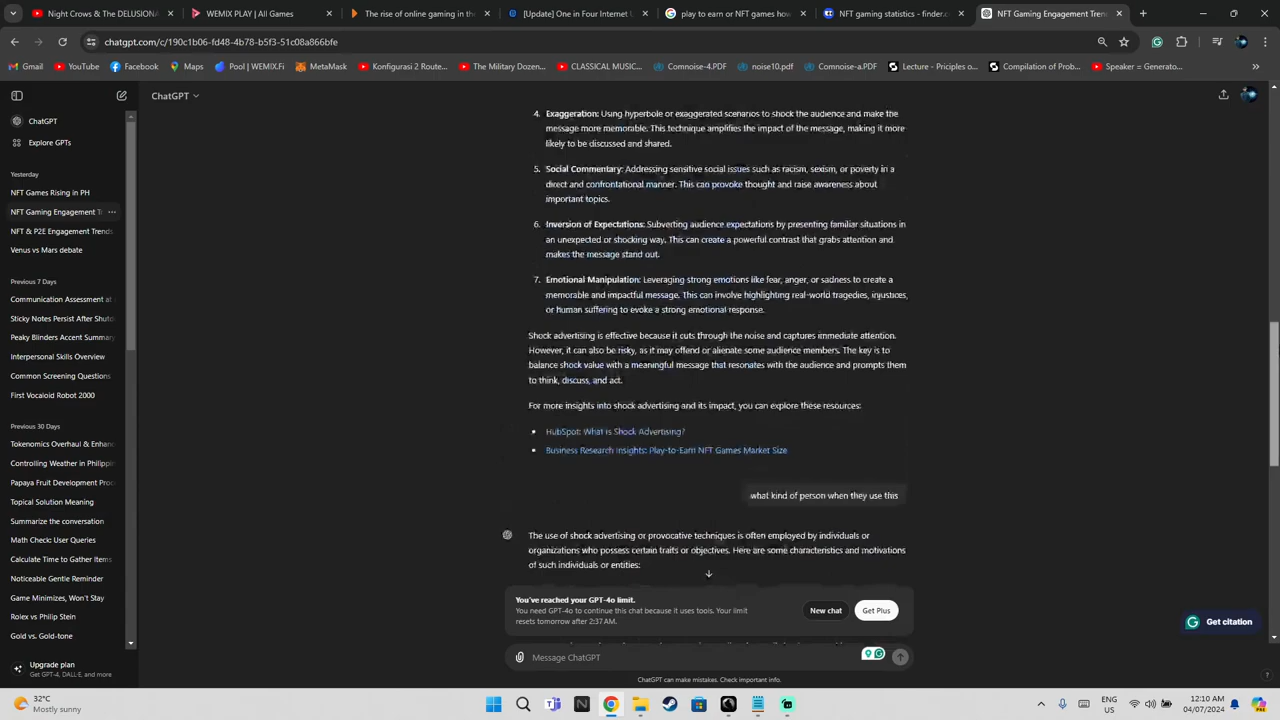 Night Crows & The DELUSION
WEMIX PLAY | All Games
The rise of online gaming in the
[Update] One in Four Internet U
play to earn or NFT games how
NFT gaming statistics - finder.c
NFT Gaming Engagement Tren
chatgpt.com/c/190c1b06-fd48-4b78-b5f3-51c08a866bfe
Gmail
YouTube
Facebook
Maps
Pool | WEMIX.Fi
MetaMask
Konfigurasi 2 Route...
The Military Dozen...
CLASSICAL MUSIC...
Comnoise-4.PDF
noise10.pdf
Comnoise-a.PDF
Lecture - Priciples o...
Compilation of Prob...
Speaker = Generato...
ChatGPT
ChatGPT
Explore GPTs
Yesterday
NFT Games Rising in PH
NFT Gaming Engagement T
NFT & P2E Engagement Trends
Venus vs Mars debate
Previous 7 Days
Communication Assessment at
Sticky Notes Persist After Shut
Peaky Blinders Accent Summary
Interpersonal Skills Overview
Common Screening Questions
First Vocaloid Robot 2000
Previous 30 Days
Tokenomics Overhaul & Enhan
Controlling Weather in Philippin
Papaya Fruit Development Proc
Topical Solution Meaning
Summarize the conversation
Math Check: User Queries
Calculate Time to Gather Items
Noticeable Gentle Reminder
Game Minimizes, Won't Stay
Rolex vs Philip Stein
Gold vs. Gold-tone
Upgrade plan
Get GPT-4, DALL·E, and more
4. Exaggeration: Using hyperbole or exaggerated scenarios to shock the audience and make the
message more memorable. This technique amplifies the impact of the message, making it more
likely to be discussed and shared.
5. Social Commentary: Addressing sensitive social issues such as racism, sexism, or poverty in a
direct and confrontational manner. This can provoke thought and raise awareness about
important topics.
6. Inversion of Expectations: Subverting audience expectations by presenting familiar situations in
an unexpected or shocking way. This can create a powerful contrast that grabs attention and
makes the message stand out.
7. Emotional Manipulation: Leveraging strong emotions like fear, anger, or sadness to create a
memorable and impactful message. This can involve highlighting real-world tragedies, injustices,
or human suffering to evoke a strong emotional response.
Shock advertising is effective because it cuts through the noise and captures immediate attention.
However, it can also be risky, as it may offend or alienate some audience members. The key is to
balance shock value with a meaningful message that resonates with the audience and prompts them
to think, discuss, and act.
For more insights into shock advertising and its impact, you can explore these resources:
HubSpot: What is Shock Advertising?
Business Research Insights: Play-to-Earn NFT Games Market Size
what kind of person when they use this
The use of shock advertising or provocative techniques is often employed by individuals or
organizations who possess certain traits or objectives. Here are some characteristics and motivations
of such individuals or entities:
You've reached your GPT-4o limit.
You need GPT-4o to continue this chat because it uses tools. Your limit
resets tomorrow after 2:37 AM.
New chat
Get Plus
Message ChatGPT
ChatGPT can make mistakes. Check important info.
Get citation
32°C
Mostly sunny
ENG
US
12:10 AM
04/07/2024